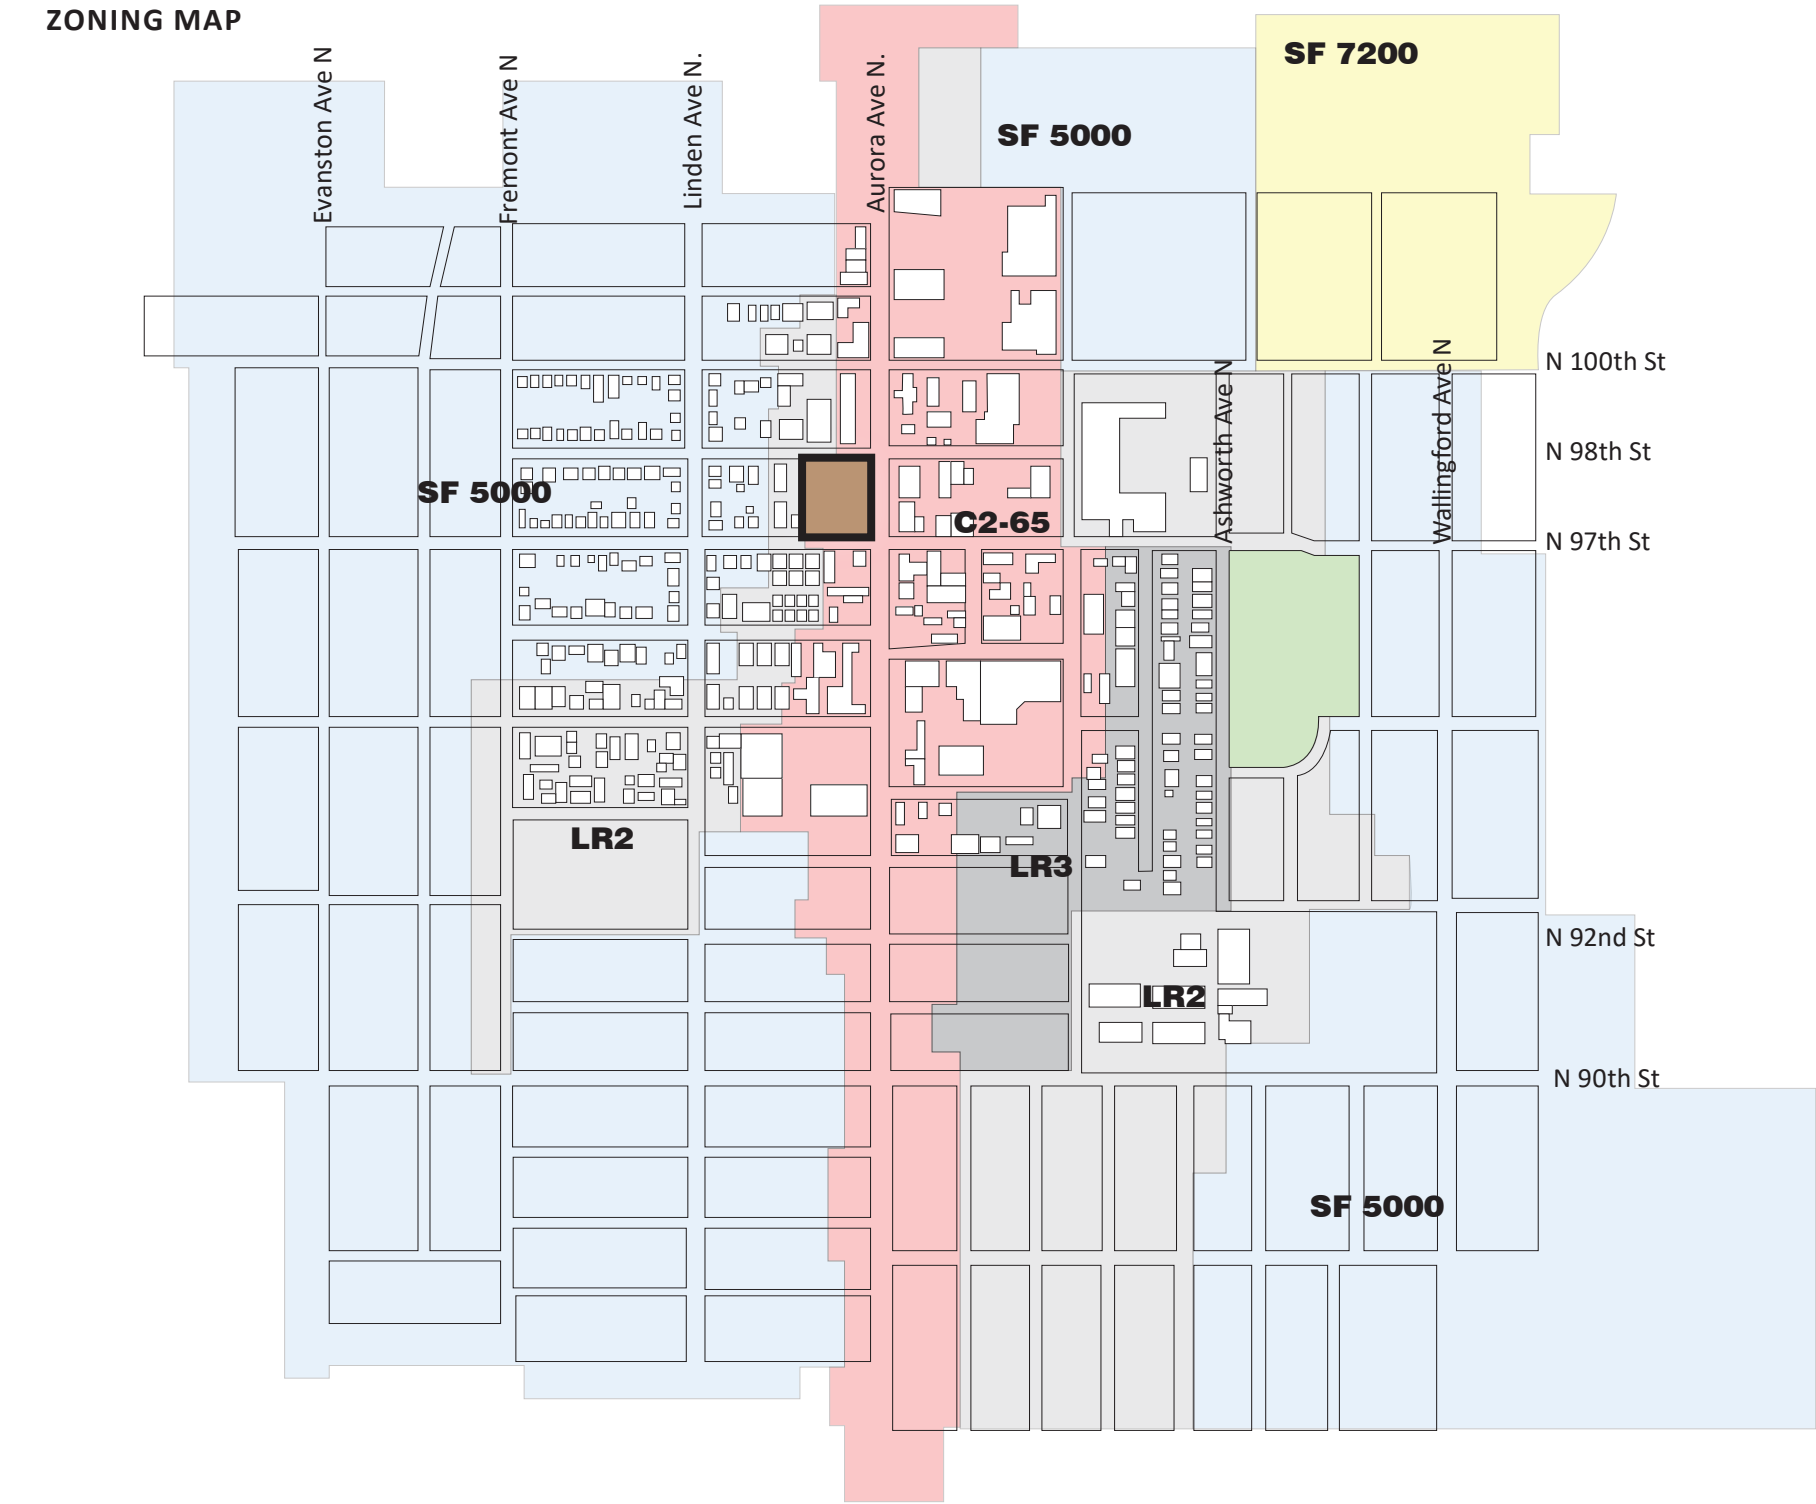 ZONING MAP
Evanston Ave N
Fremont Ave N
Linden Ave N.
Aurora Ave N.
SF 7200
SF 5000
N 100th St
Ashworth Ave N
Wallingford Ave N
N 98th St
SF 5000
C2-65
N 97th St
LR2
LR3
N 92nd St
LR2
N 90th St
SF 5000